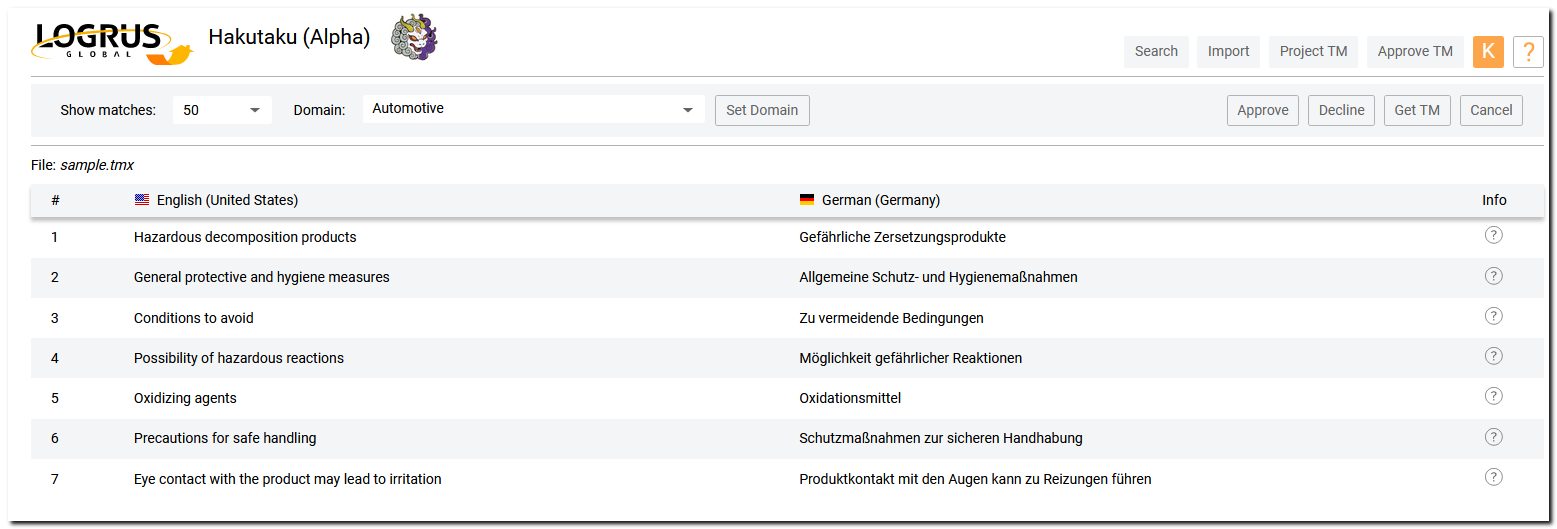 LOGRUS
GLOBAL
Hakutaku (Alpha)
Search Import Project TM Approve TM K ?
Show matches: 50 Domain: Automotive Set Domain Approve Decline Get TM Cancel
File: sample.tmx
# English (United States) German (Germany) Info
1 Hazardous decomposition products Gefährliche Zersetzungsprodukte ?
2 General protective and hygiene measures Allgemeine Schutz- und Hygienemaßnahmen ?
3 Conditions to avoid Zu vermeidende Bedingungen ?
4 Possibility of hazardous reactions Möglichkeit gefährlicher Reaktionen ?
5 Oxidizing agents Oxidationsmittel ?
6 Precautions for safe handling Schutzmaßnahmen zur sicheren Handhabung ?
7 Eye contact with the product may lead to irritation Produktkontakt mit den Augen kann zu Reizungen führen ?